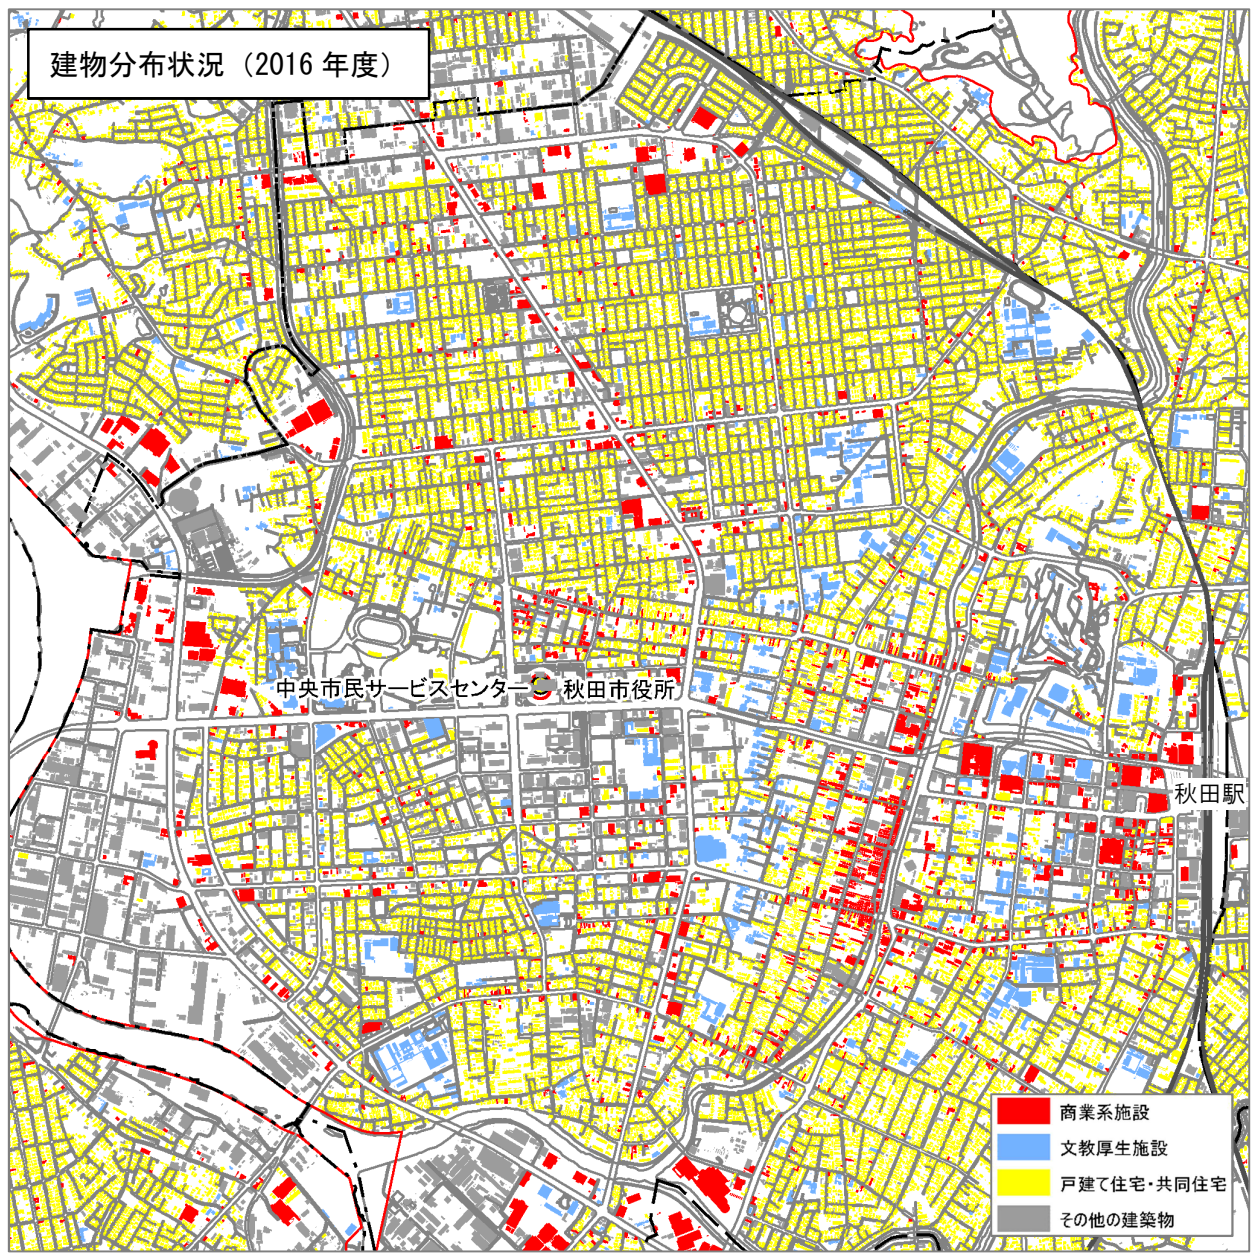 建物分布状況（2016 年度）
中央市民サービスセンター
秋田市役所
秋田駅
商業系施設
文教厚生施設
戸建て住宅・共同住宅
その他の建築物